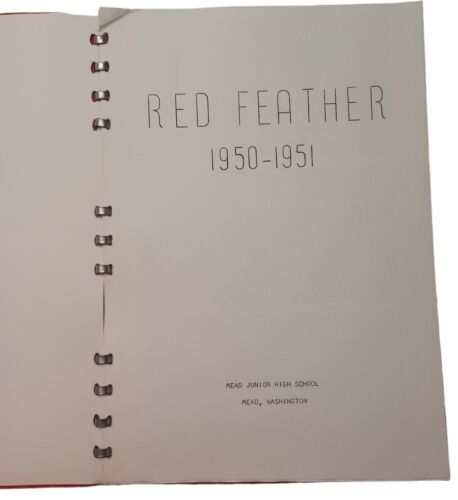 RED FEATHER
1950-1951
MEAD JUNIOR HIGH SCHOOL
MEAD, WASHINGTON